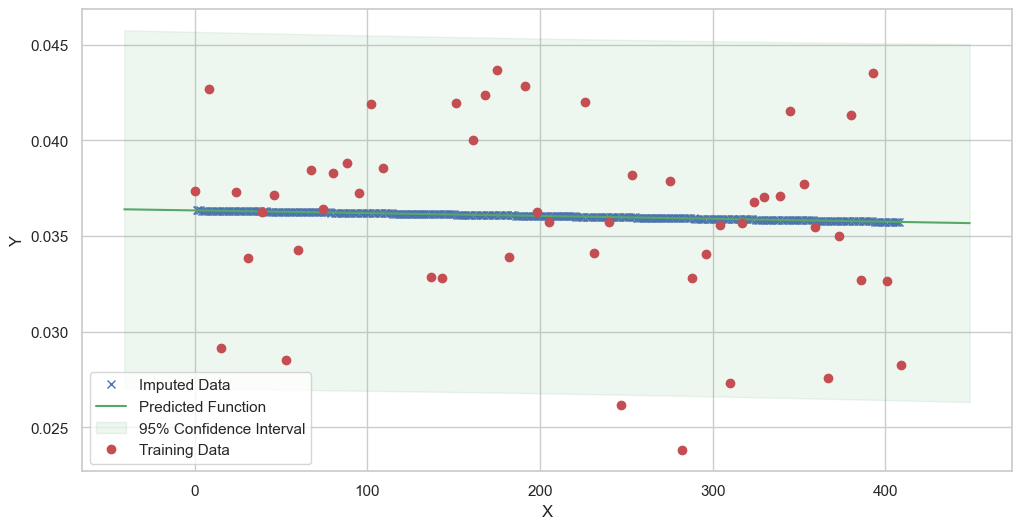 0.045
0.040
0.035
0.030
0.025
Y
Imputed Data
Predicted Function
95% Confidence Interval
Training Data
0 100 200 300 400
X